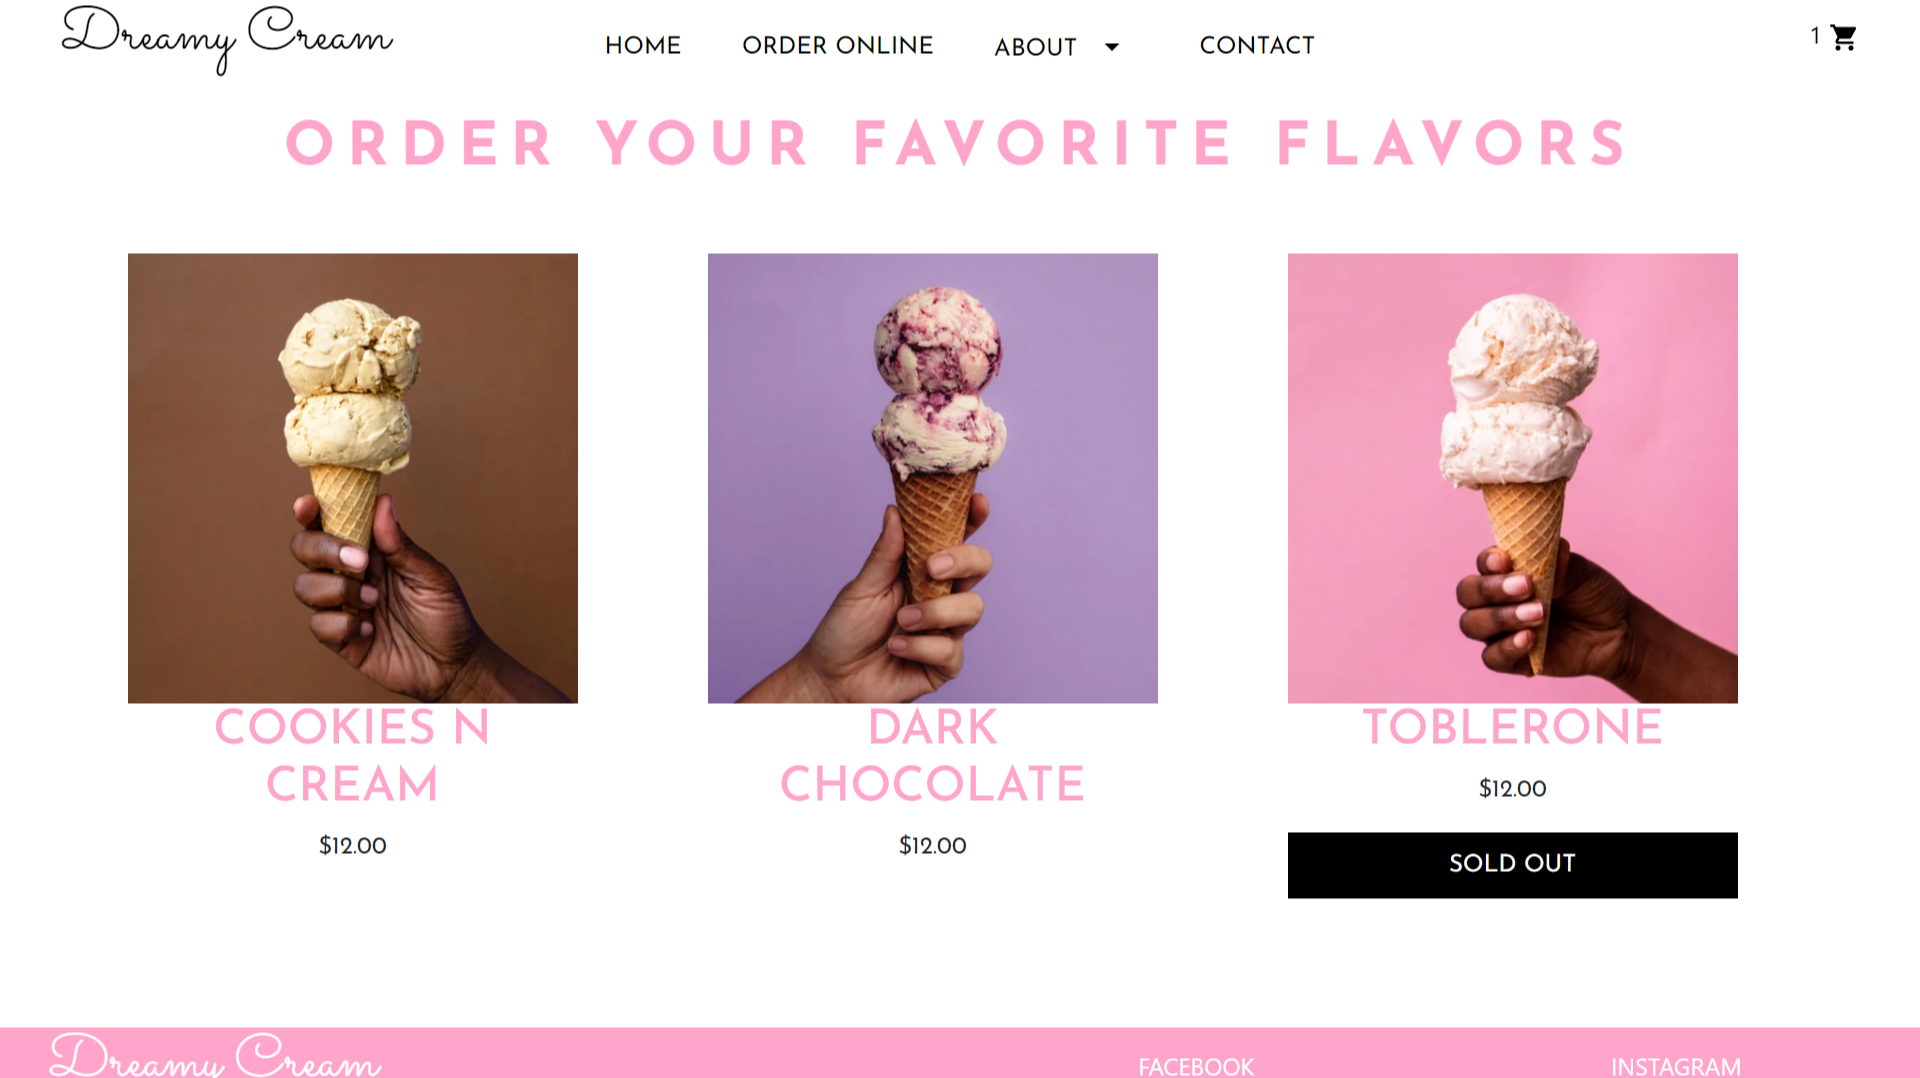 Dreamy Cream
HOME
ORDER ONLINE
ABOUT
CONTACT
1
ORDER YOUR FAVORITE FLAVORS
COOKIES N
CREAM
$12.00
DARK
CHOCOLATE
$12.00
TOBLERONE
$12.00
SOLD OUT
Dreamy Cream
FACEBOOK
INSTAGRAM